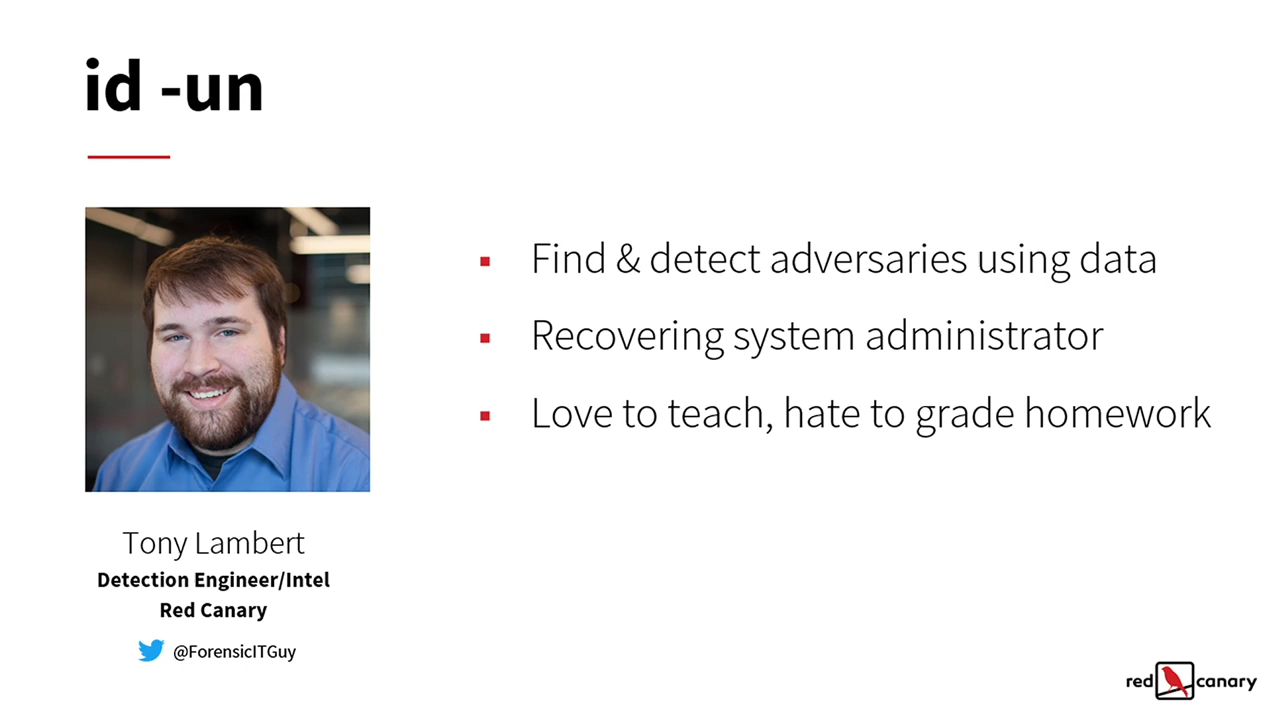 id -un
Find & detect adversaries using data
Recovering system administrator
Love to teach, hate to grade homework
Tony Lambert
Detection Engineer/Intel
Red Canary
@ForensicITGuy
red canary